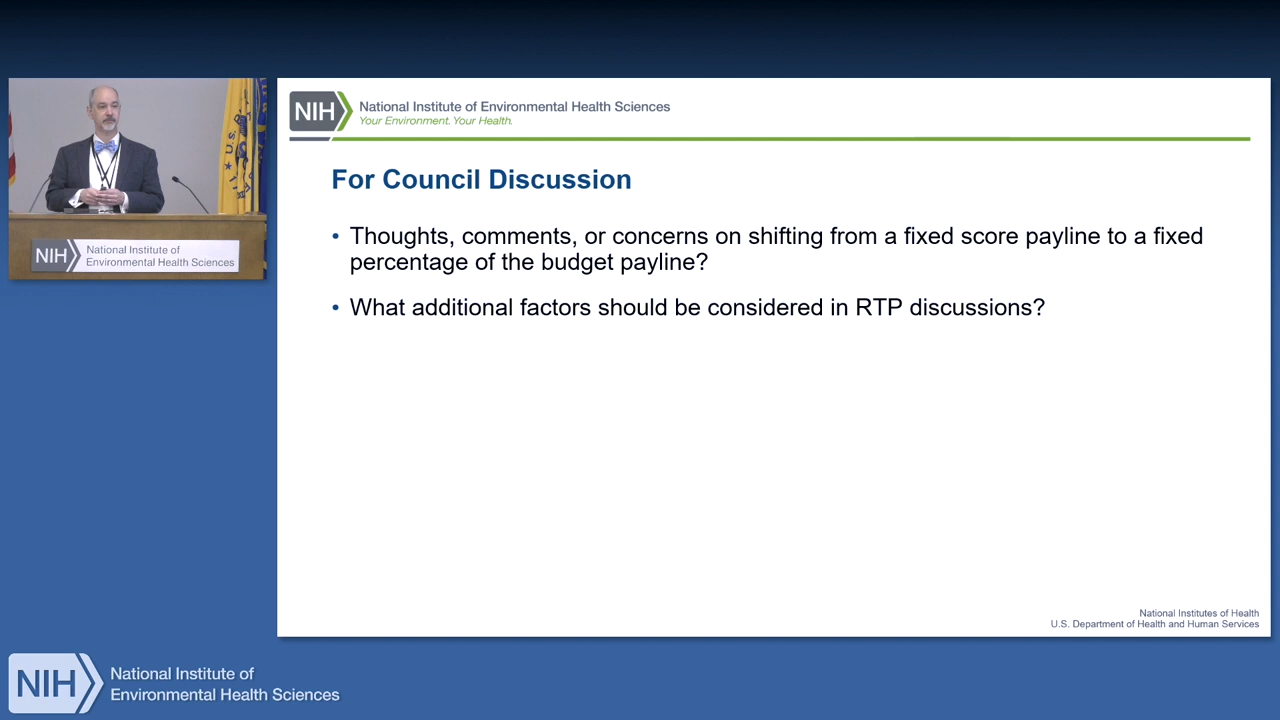 NIH
National Institute of
Environmental Health Sciences
U.S.
NIH
National Institute of Environmental Health Sciences
Your Environment. Your Health.
For Council Discussion
• Thoughts, comments, or concerns on shifting from a fixed score payline to a fixed
percentage of the budget payline?
• What additional factors should be considered in RTP discussions?
National Institutes of Health
U.S. Department of Health and Human Services
NIH
National Institute of
Environmental Health Sciences